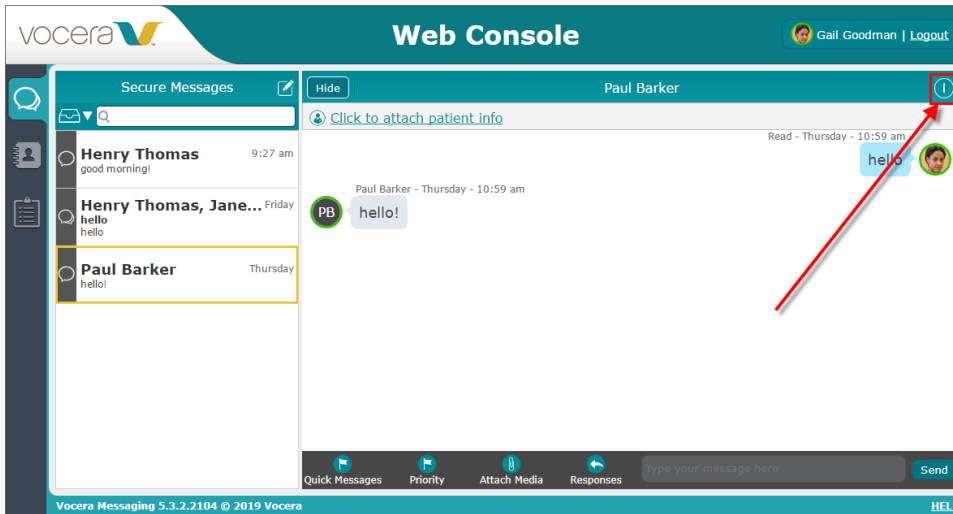 vocera
Web Console
Gail Goodman | Logout
Secure Messages
Hide
Paul Barker
Click to attach patient info
Henry Thomas 9:27 am
good morning!
Henry Thomas, Jane... Friday
hello
hello
Paul Barker Thursday
hello!
Read - Thursday - 10:59 am
hello
Paul Barker - Thursday - 10:59 am
PB hello!
Quick Messages Priority Attach Media Responses Type your message here Send
Vocera Messaging 5.3.2.2104 © 2019 Vocera HEL